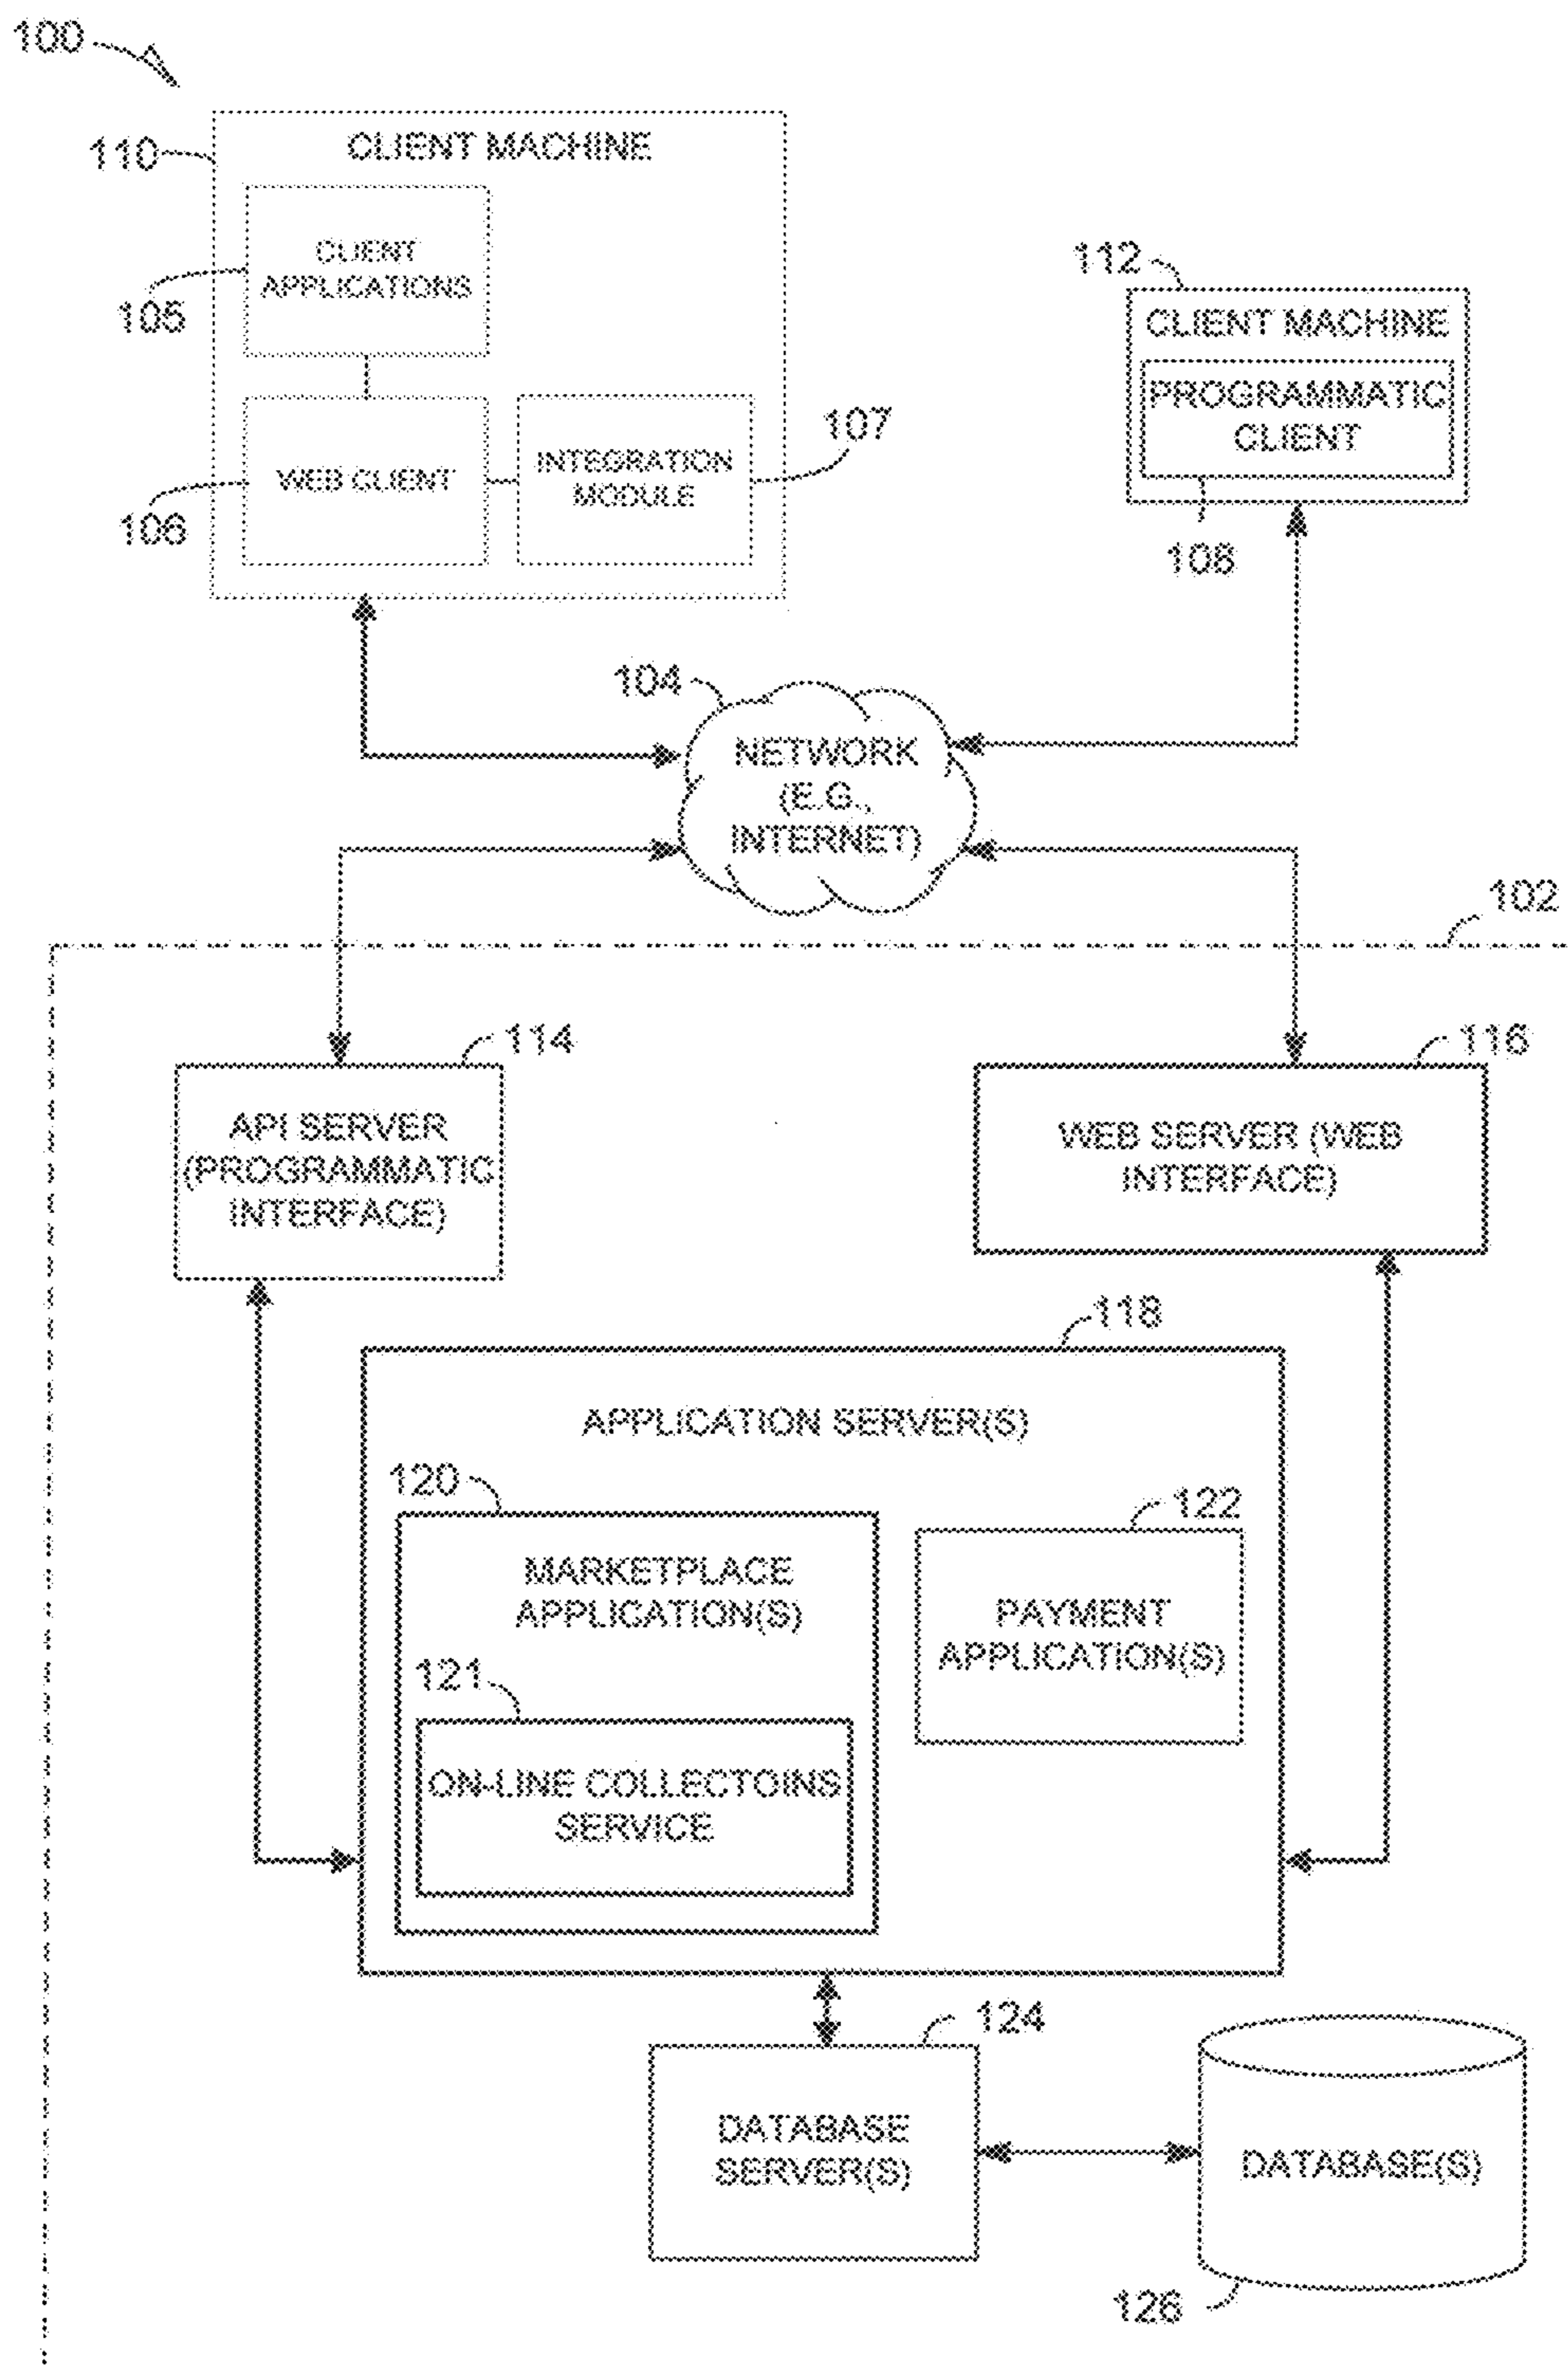 100
110
CLIENT MACHINE
CLIENT
APPLICATIONS
105
112
CLIENT MACHINE
PROGRAMMATIC
CLIENT
108
WEB CLIENT
106
INTEGRATION
MODULE
107
104
NETWORK
(E.G.,
INTERNET)
102
114
API SERVER
(PROGRAMMATIC
INTERFACE)
116
WEB SERVER (WEB
INTERFACE)
118
APPLICATION SERVER(S)
120
MARKETPLACE
APPLICATION(S)
122
PAYMENT
APPLICATION(S)
121
ON-LINE COLLECTOINS
SERVICE
124
DATABASE
SERVER(S)
DATABASE(S)
126